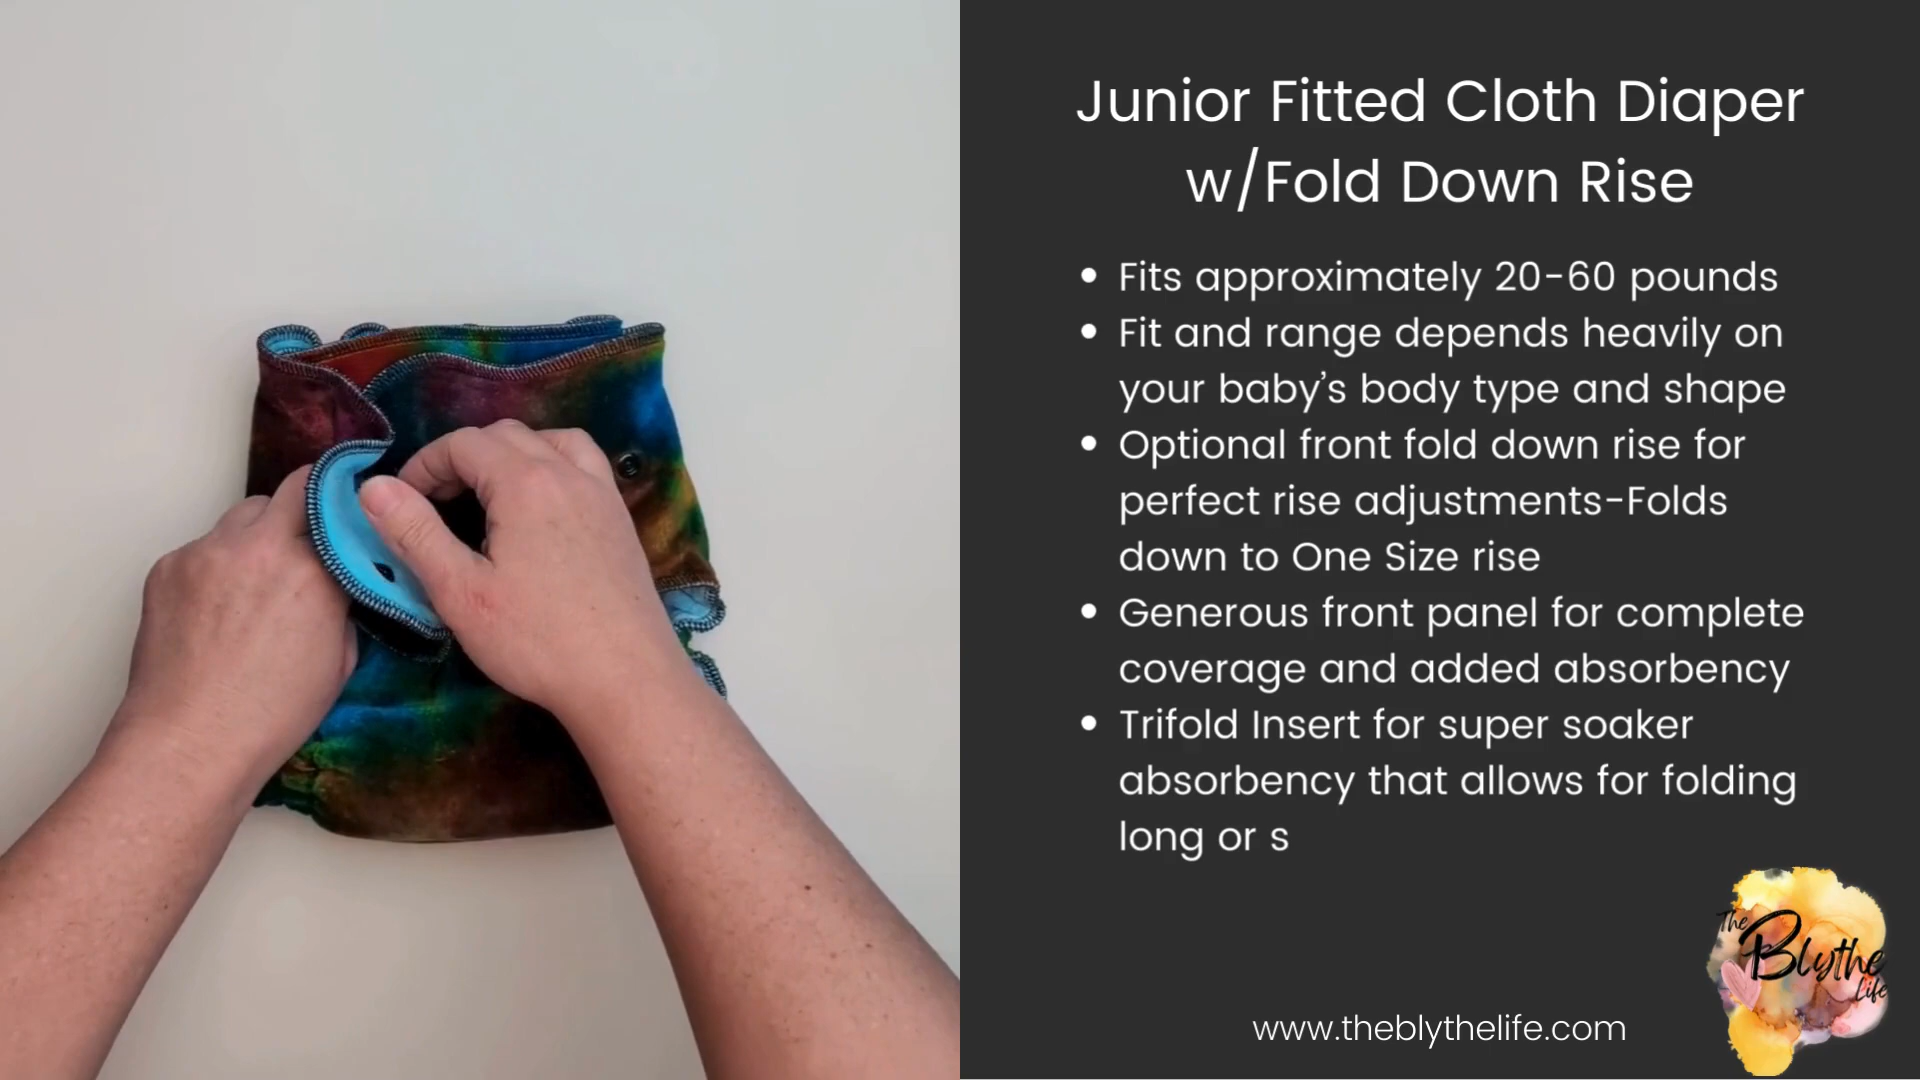 Junior Fitted Cloth Diaper
w/Fold Down Rise
• Fits approximately 20-60 pounds
• Fit and range depends heavily on
your baby’s body type and shape
• Optional front fold down rise for
perfect rise adjustments-Folds
down to One Size rise
• Generous front panel for complete
coverage and added absorbency
• Trifold Insert for super soaker
absorbency that allows for folding
long or s
The
Blythe
Life
www.theblythelife.com